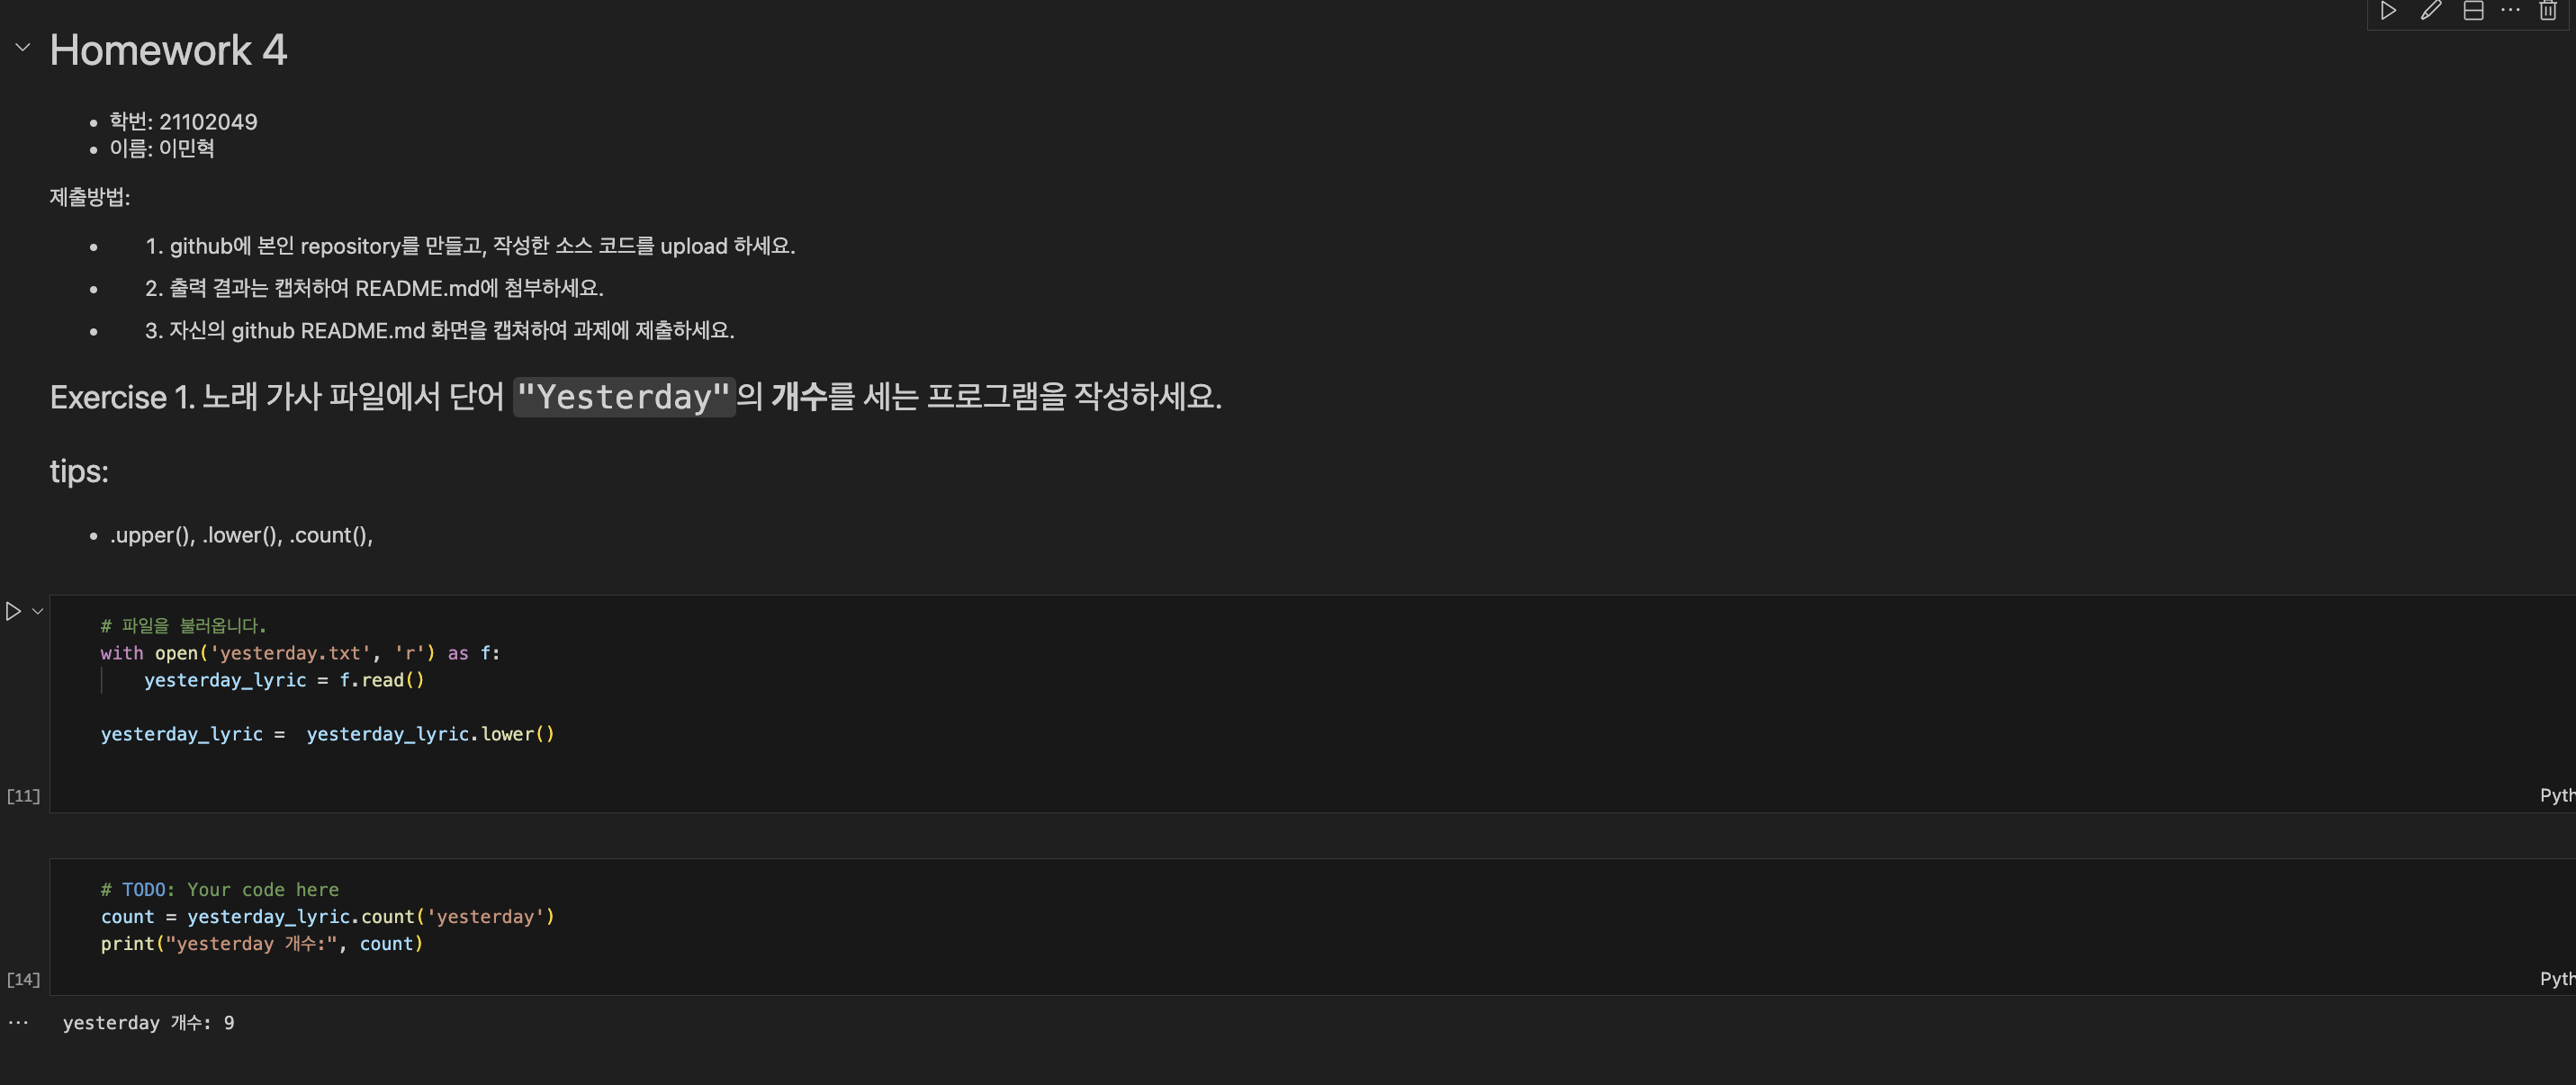 Homework 4
• 학번: 21102049
• 이름: 이민혁
제출방법:
• 1. github에 본인 repository를 만들고, 작성한 소스 코드를 upload 하세요.
• 2. 출력 결과는 캡처하여 README.md에 첨부하세요.
• 3. 자신의 github README.md 화면을 캡쳐하여 과제에 제출하세요.
Exercise 1. 노래 가사 파일에서 단어 "Yesterday"의 개수를 세는 프로그램을 작성하세요.
tips:
• .upper(), .lower(), .count(),
# 파일을 불러옵니다.
with open('yesterday.txt', 'r') as f:
    yesterday_lyric = f.read()
yesterday_lyric =  yesterday_lyric.lower()
[11]
Pyth
# TODO: Your code here
count = yesterday_lyric.count('yesterday')
print("yesterday 개수:", count)
[14]
Pyth
yesterday 개수: 9